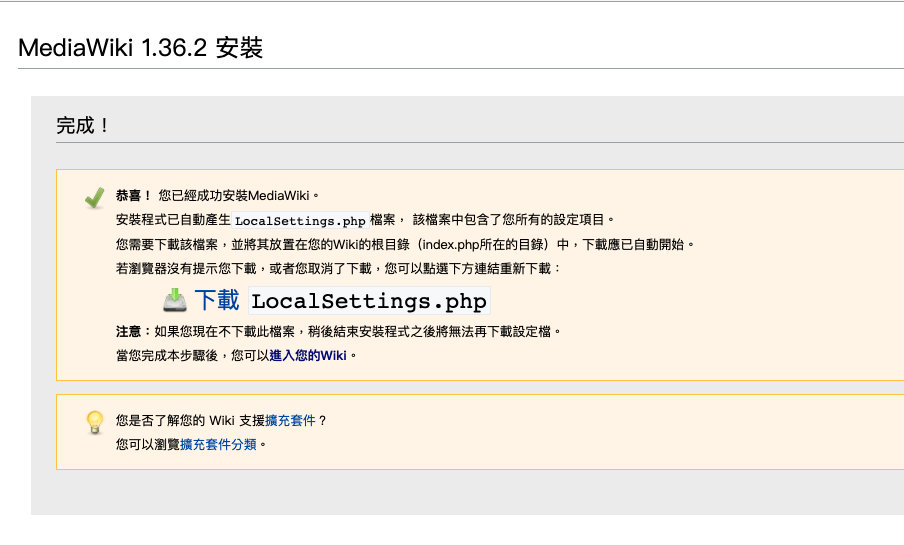 MediaWiki 1.36.2 安裝
完成！
恭喜！ 您已經成功安裝MediaWiki。
安裝程式已自動產生 LocalSettings.php 檔案， 該檔案中包含了您所有的設定項目。
您需要下載該檔案，並將其放置在您的Wiki的根目錄（index.php所在的目錄）中，下載應已自動開始。
若瀏覽器沒有提示您下載，或者您取消了下載，您可以點選下方連結重新下載：
下載 LocalSettings.php
注意：如果您現在不下載此檔案，稍後結束安裝程式之後將無法再下載設定檔。
當您完成本步驟後，您可以進入您的Wiki。
您是否了解您的 Wiki 支援擴充套件？
您可以瀏覽擴充套件分類。